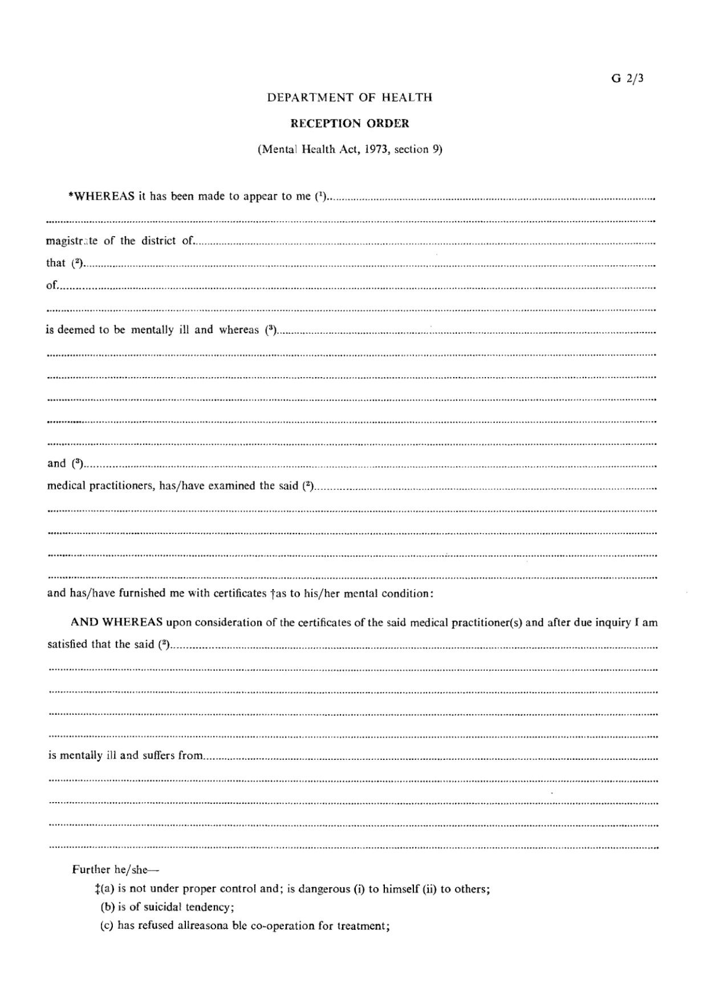 G 2/3
DEPARTMENT OF HEALTH
RECEPTION ORDER
(Mental Health Act, 1973, section 9)
*WHEREAS it has been made to appear to me (¹)
magistrate of the district of
that (²)
of
is deemed to be mentally ill and whereas (³)
and (³)
medical practitioners, has/have examined the said (²)
and has/have furnished me with certificates †as to his/her mental condition:
AND WHEREAS upon consideration of the certificates of the said medical practitioner(s) and after due inquiry I am
satisfied that the said (²)
is mentally ill and suffers from
Further he/she—
‡(a) is not under proper control and; is dangerous (i) to himself (ii) to others;
(b) is of suicidal tendency;
(c) has refused allreasona ble co-operation for treatment;